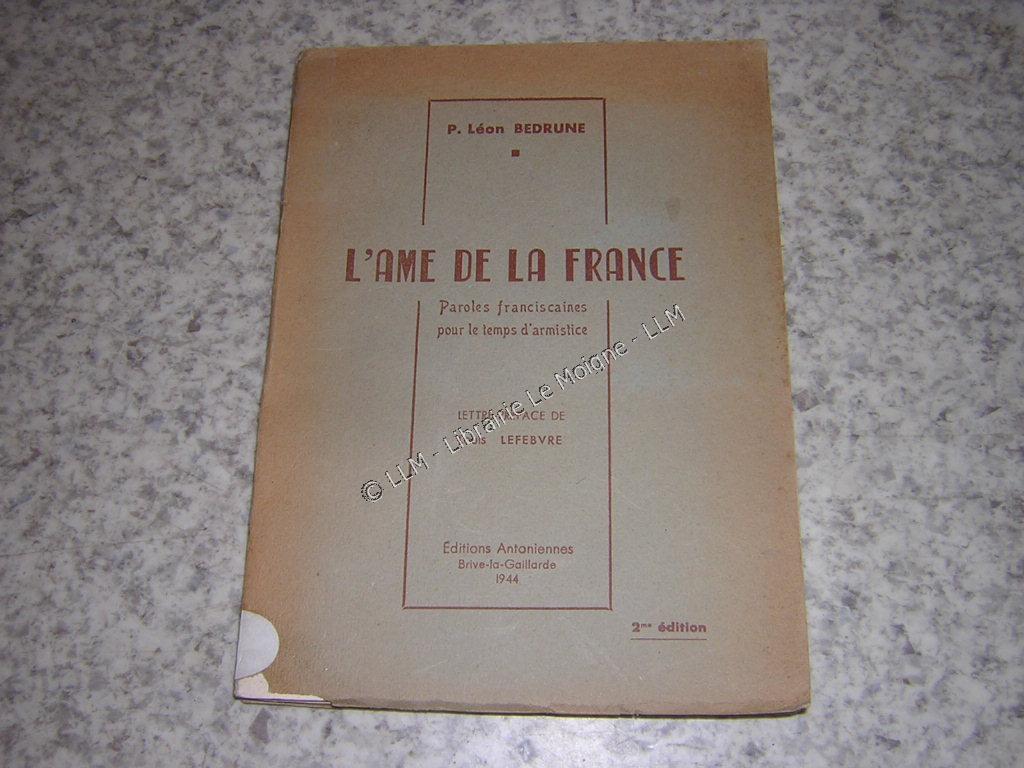 P. Léon BEDRUNE
L'AME DE LA FRANCE
Paroles franciscaines
pour le temps d'armistice
DE
LEFEBVRE
Éditions Antoniennes
Brive-la-Gaillarde
1944
2me édition
© LLM - Librairie Le Moigne - LLM